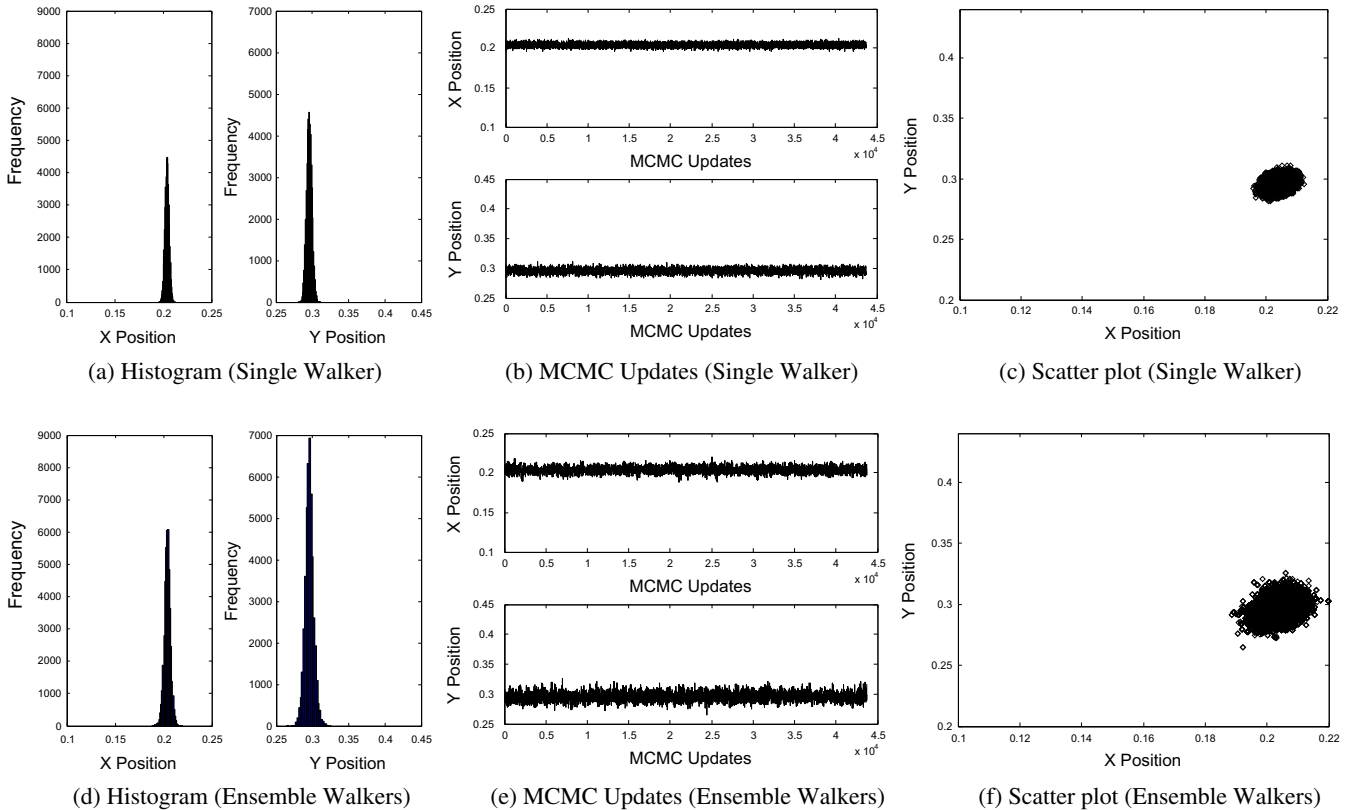 9000
8000
7000
6000
5000
4000
3000
2000
1000
0
Frequency
0.1 0.15 0.2 0.25
X Position
7000
6000
5000
4000
3000
2000
1000
0
Frequency
0.25 0.3 0.35 0.4 0.45
Y Position
(a) Histogram (Single Walker)
0.25
0.2
0.15
0.1
X Position
0 0.5 1 1.5 2 2.5 3 3.5 4 4.5
x 10⁴
MCMC Updates
0.45
0.4
0.35
0.3
0.25
Y Position
0 0.5 1 1.5 2 2.5 3 3.5 4 4.5
x 10⁴
MCMC Updates
(b) MCMC Updates (Single Walker)
0.4
0.35
0.3
0.25
0.2
Y Position
0.1 0.12 0.14 0.16 0.18 0.2 0.22
X Position
(c) Scatter plot (Single Walker)
9000
8000
7000
6000
5000
4000
3000
2000
1000
0
Frequency
0.1 0.15 0.2 0.25
X Position
7000
6000
5000
4000
3000
2000
1000
0
Frequency
0.25 0.3 0.35 0.4 0.45
Y Position
(d) Histogram (Ensemble Walkers)
0.25
0.2
0.15
0.1
X Position
0 0.5 1 1.5 2 2.5 3 3.5 4 4.5
x 10⁴
MCMC Updates
0.45
0.4
0.35
0.3
0.25
Y Position
0 0.5 1 1.5 2 2.5 3 3.5 4 4.5
x 10⁴
MCMC Updates
(e) MCMC Updates (Ensemble Walkers)
0.4
0.35
0.3
0.25
0.2
Y Position
0.1 0.12 0.14 0.16 0.18 0.2 0.22
X Position
(f) Scatter plot (Ensemble Walkers)